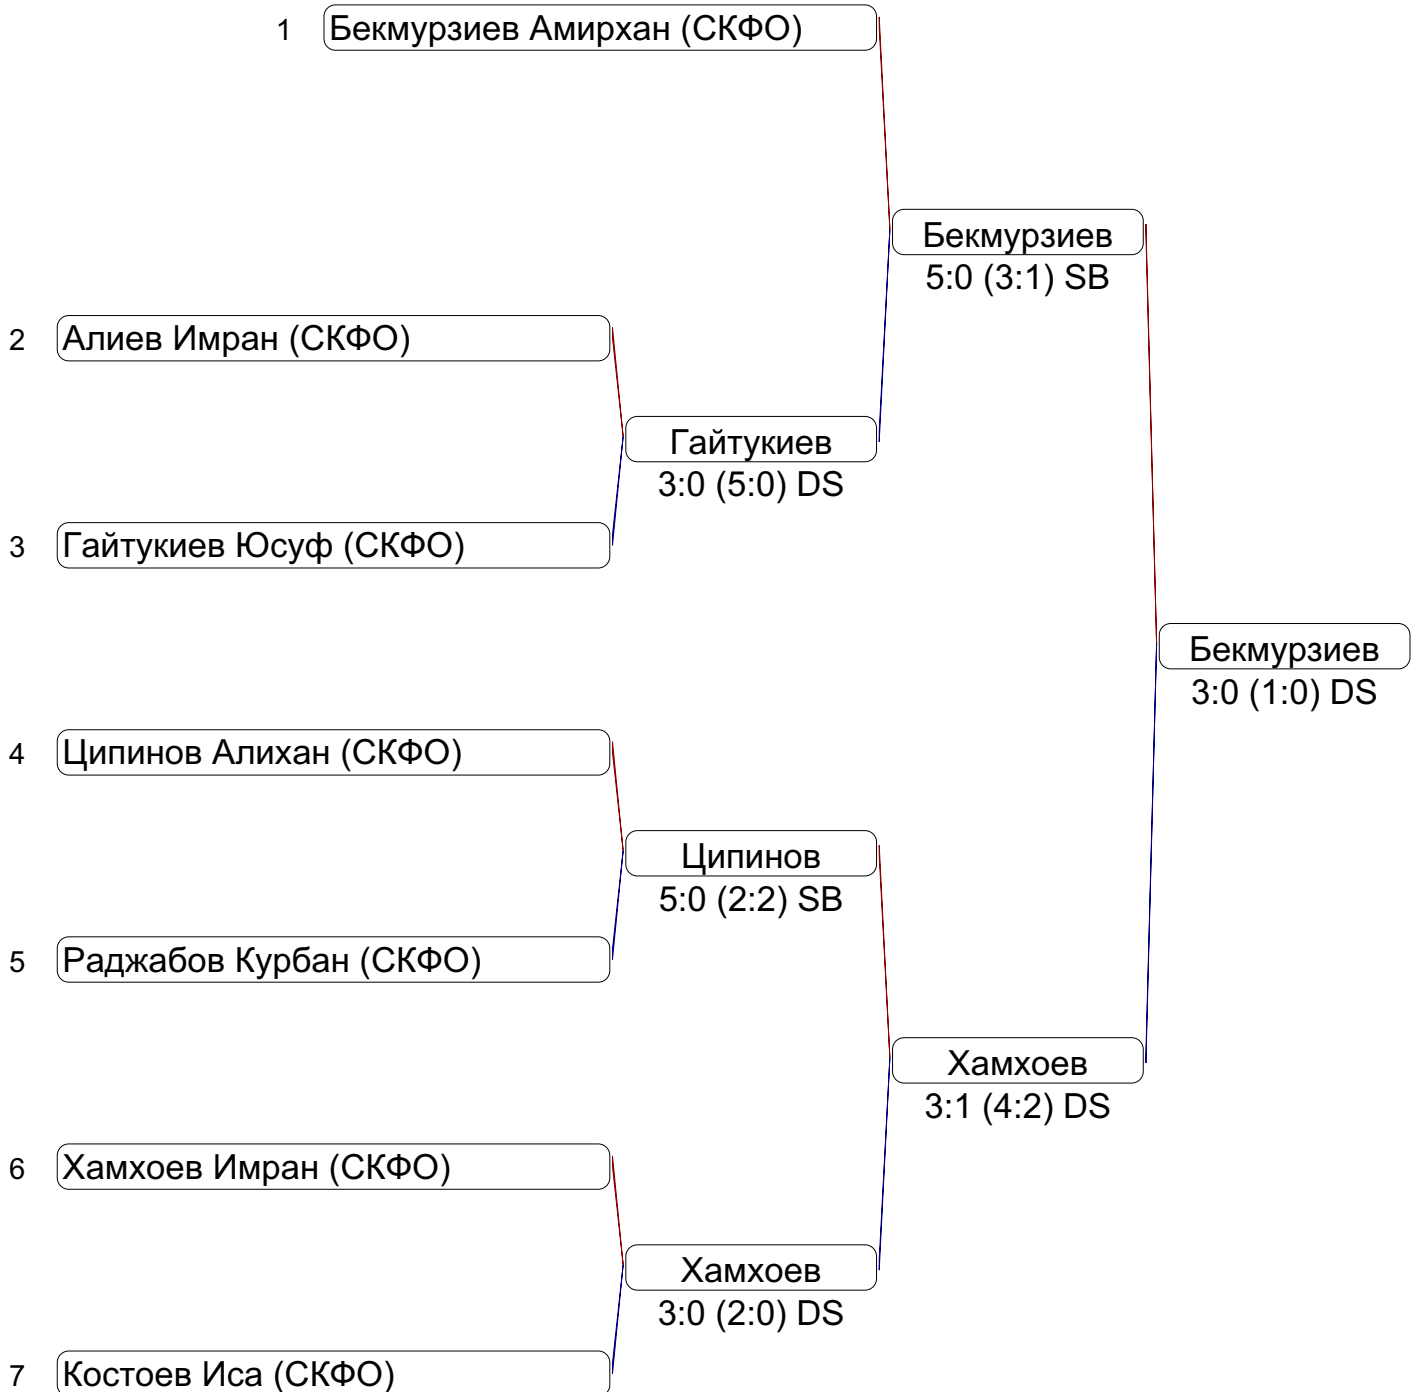 1 Бекмурзиев Амирхан (СКФО)
Бекмурзиев
5:0 (3:1) SB
2 Алиев Имран (СКФО)
Гайтукиев
3:0 (5:0) DS
3 Гайтукиев Юсуф (СКФО)
Бекмурзиев
3:0 (1:0) DS
4 Ципинов Алихан (СКФО)
Ципинов
5:0 (2:2) SB
5 Раджабов Курбан (СКФО)
Хамхоев
3:1 (4:2) DS
6 Хамхоев Имран (СКФО)
Хамхоев
3:0 (2:0) DS
7 Костоев Иса (СКФО)